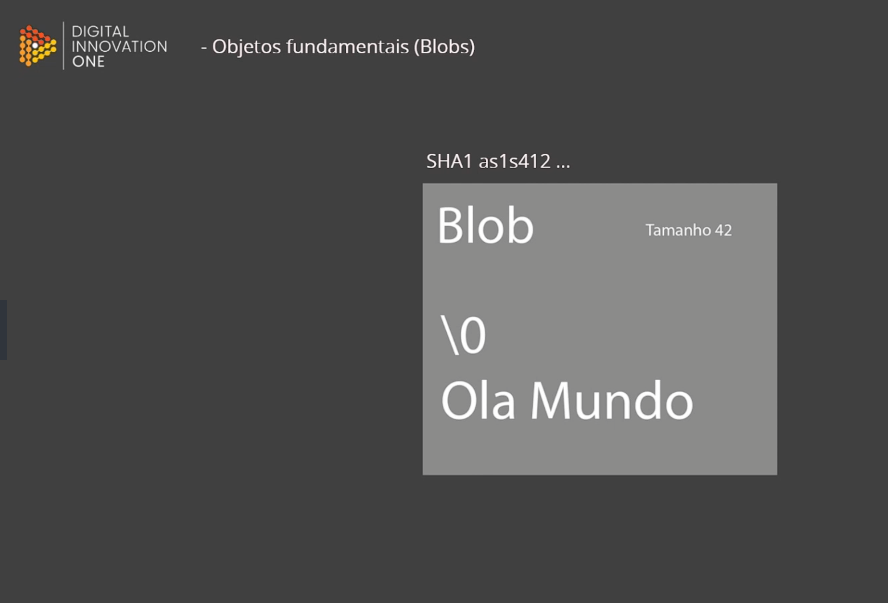 DIGITAL
INNOVATION
ONE
- Objetos fundamentais (Blobs)
SHA1 as1s412 ...
Blob
Tamanho 42
\0
Ola Mundo